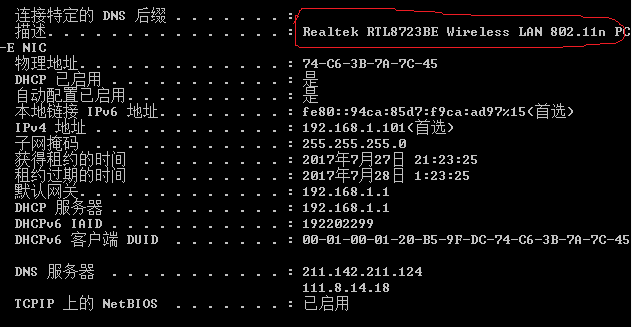 连接特定的 DNS 后缀 . . . . . . . :
描述. . . . . . . . . . . . . . . : Realtek RTL8723BE Wireless LAN 802.11n PC
-E NIC
物理地址. . . . . . . . . . . . . : 74-C6-3B-7A-7C-45
DHCP 已启用 . . . . . . . . . . . : 是
自动配置已启用. . . . . . . . . . : 是
本地链接 IPv6 地址. . . . . . . . : fe80::94ca:85d7:f9ca:ad97%15(首选)
IPv4 地址 . . . . . . . . . . . . : 192.168.1.101(首选)
子网掩码 . . . . . . . . . . . . : 255.255.255.0
获得租约的时间 . . . . . . . . . : 2017年7月27日 21:23:25
租约过期的时间 . . . . . . . . . : 2017年7月28日 1:23:25
默认网关. . . . . . . . . . . . . : 192.168.1.1
DHCP 服务器 . . . . . . . . . . . : 192.168.1.1
DHCPv6 IAID . . . . . . . . . . . : 192202299
DHCPv6 客户端 DUID . . . . . . . : 00-01-00-01-20-B5-9F-DC-74-C6-3B-7A-7C-45
DNS 服务器 . . . . . . . . . . . : 211.142.211.124
111.8.14.18
TCPIP 上的 NetBIOS . . . . . . . : 已启用